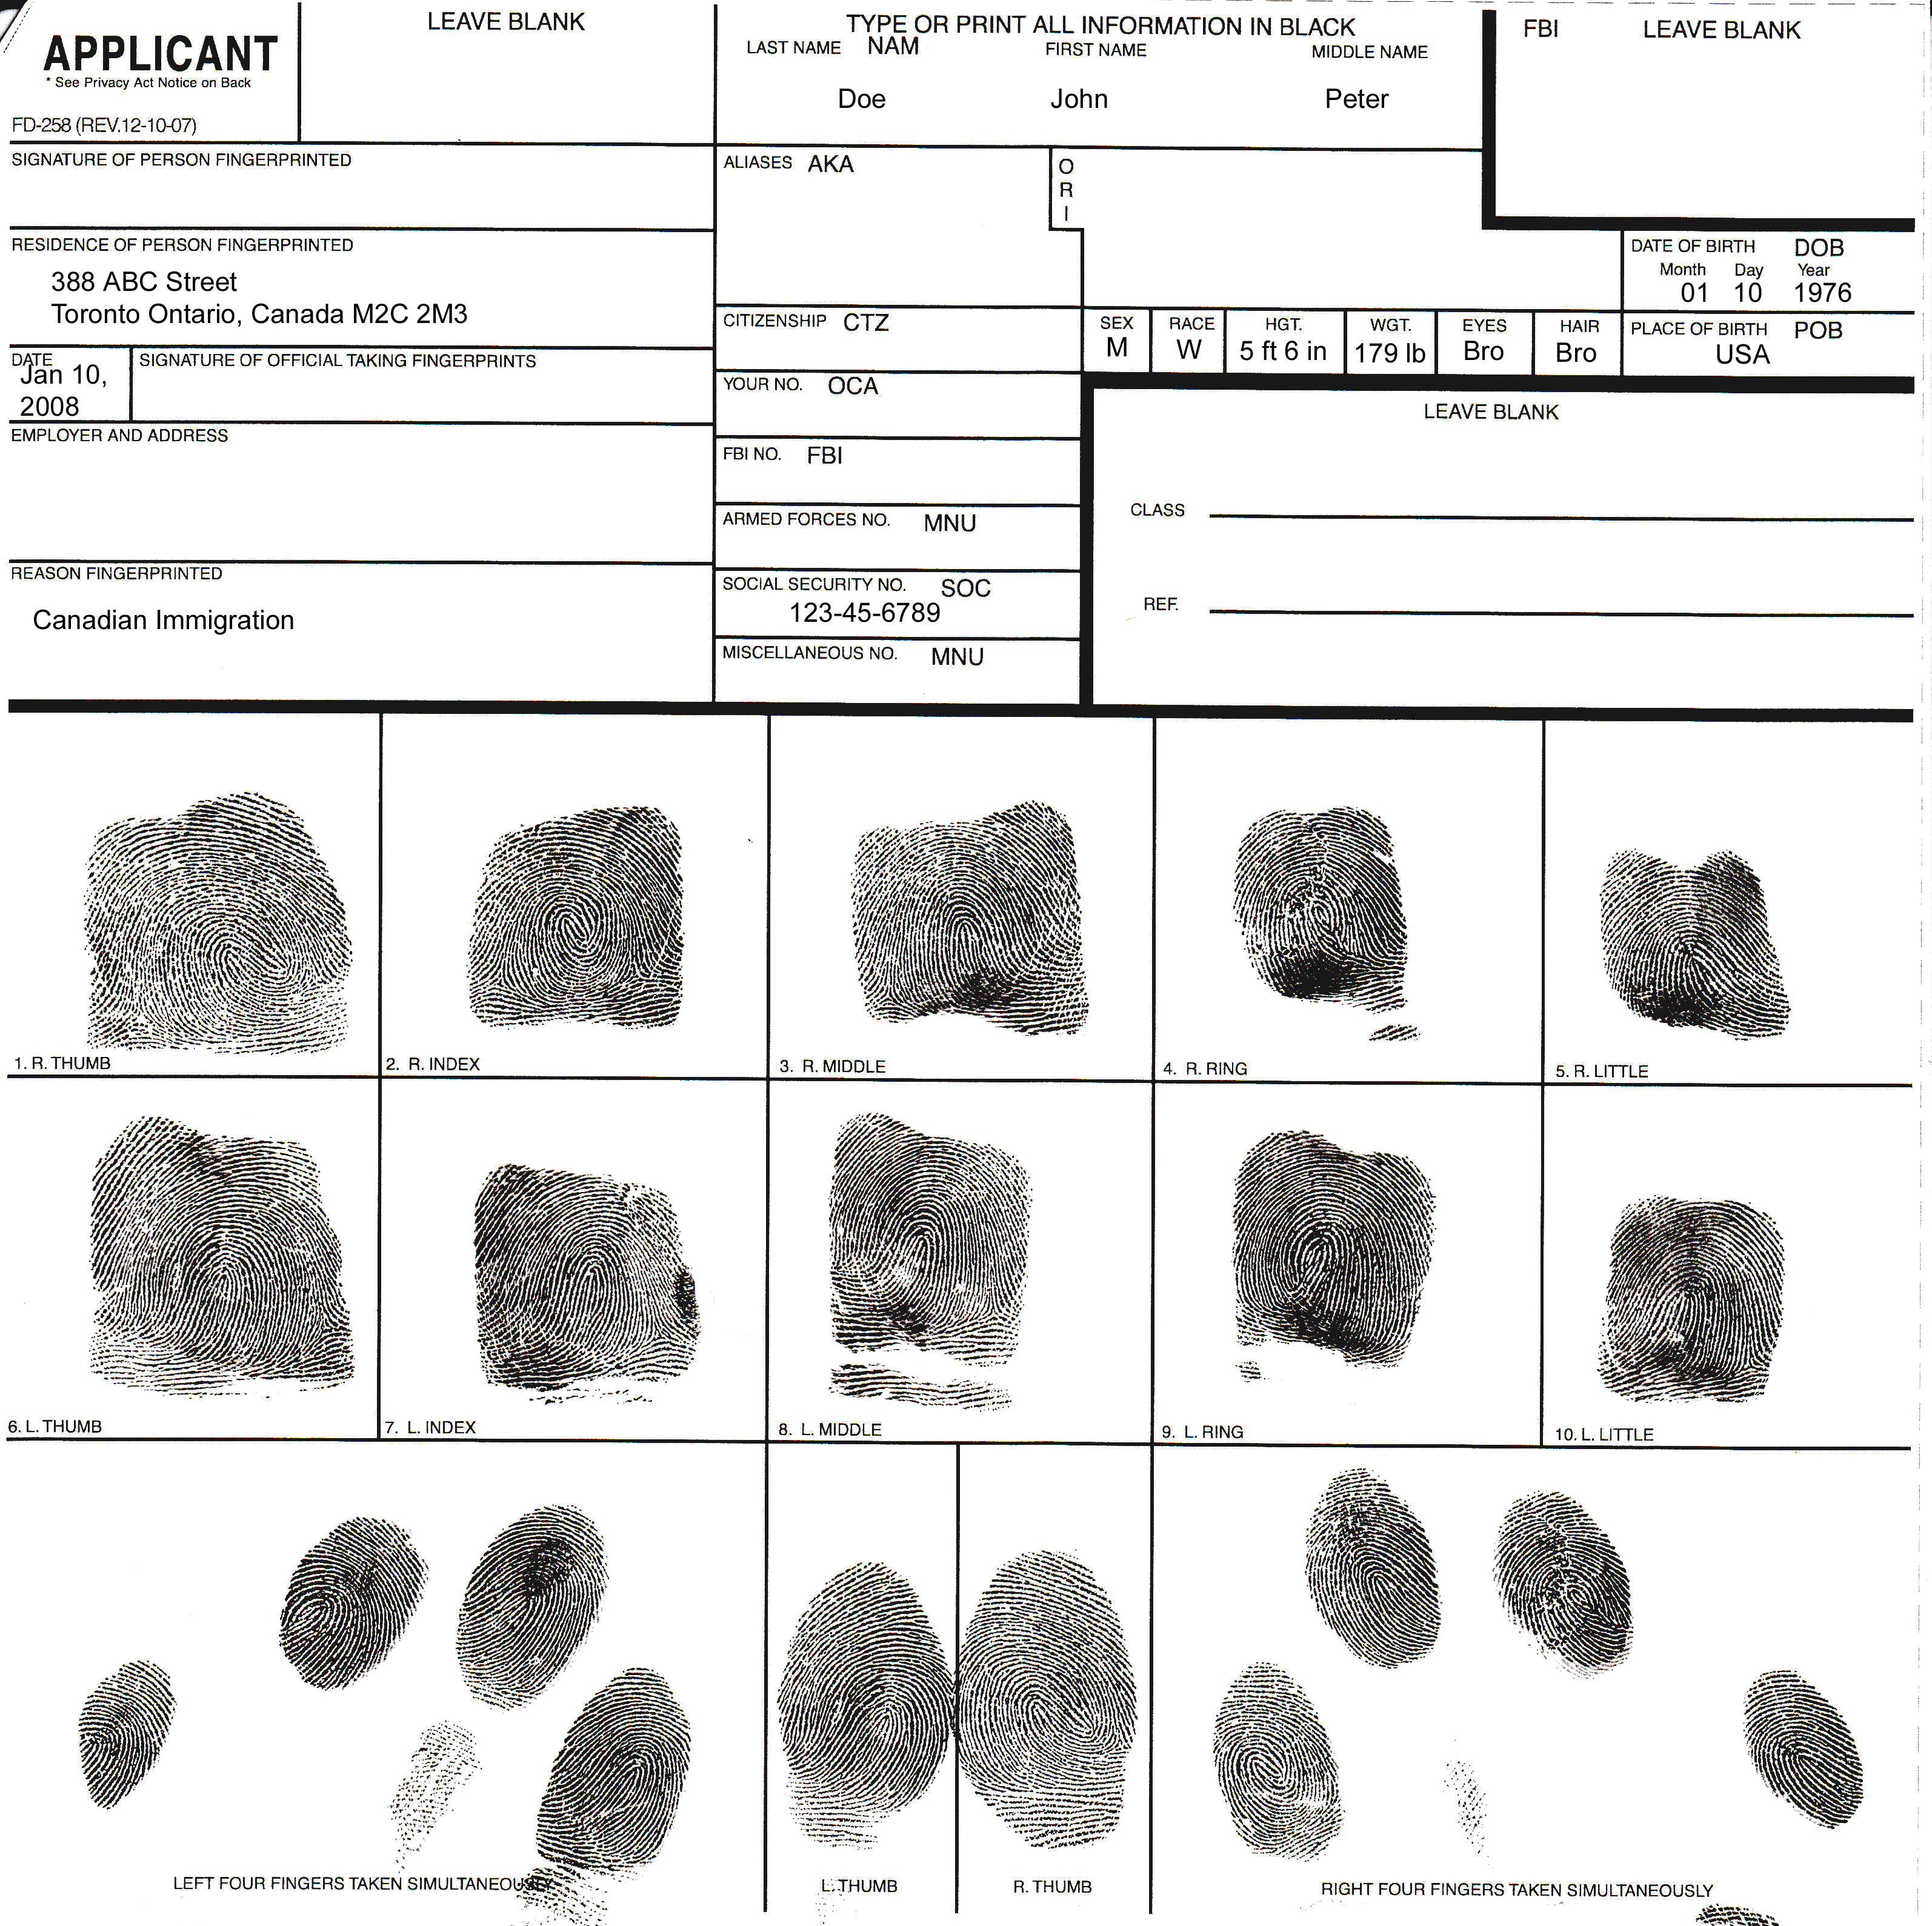 APPLICANT
* See Privacy Act Notice on Back
FD-258 (REV.12-10-07)
LEAVE BLANK
TYPE OR PRINT ALL INFORMATION IN BLACK
LAST NAME NAM FIRST NAME MIDDLE NAME
Doe John Peter
FBI LEAVE BLANK
SIGNATURE OF PERSON FINGERPRINTED
ALIASES AKA
O
R
I
RESIDENCE OF PERSON FINGERPRINTED
388 ABC Street
Toronto Ontario, Canada M2C 2M3
DATE OF BIRTH DOB
Month Day Year
01 10 1976
CITIZENSHIP CTZ
SEX RACE HGT. WGT. EYES HAIR PLACE OF BIRTH POB
M W 5 ft 6 in 179 lb Bro Bro USA
DATE SIGNATURE OF OFFICIAL TAKING FINGERPRINTS
Jan 10,
2008
YOUR NO. OCA
LEAVE BLANK
EMPLOYER AND ADDRESS
FBI NO. FBI
CLASS
ARMED FORCES NO. MNU
REASON FINGERPRINTED
Canadian Immigration
SOCIAL SECURITY NO. SOC
123-45-6789
REF.
MISCELLANEOUS NO. MNU
1. R. THUMB 2. R. INDEX 3. R. MIDDLE 4. R. RING 5. R. LITTLE
6. L. THUMB 7. L. INDEX 8. L. MIDDLE 9. L. RING 10. L. LITTLE
LEFT FOUR FINGERS TAKEN SIMULTANEOUSLY L. THUMB R. THUMB RIGHT FOUR FINGERS TAKEN SIMULTANEOUSLY